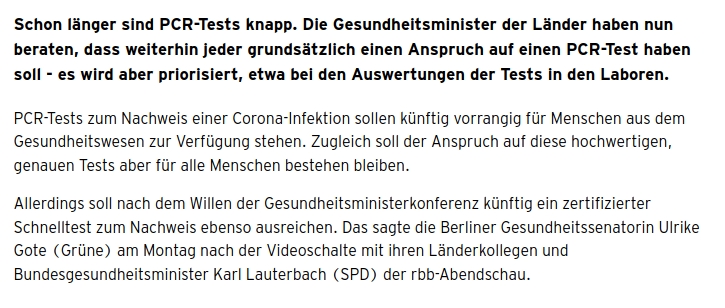 Schon länger sind PCR-Tests knapp. Die Gesundheitsminister der Länder haben nun
beraten, dass weiterhin jeder grundsätzlich einen Anspruch auf einen PCR-Test haben
soll - es wird aber priorisiert, etwa bei den Auswertungen der Tests in den Laboren.
PCR-Tests zum Nachweis einer Corona-Infektion sollen künftig vorrangig für Menschen aus dem
Gesundheitswesen zur Verfügung stehen. Zugleich soll der Anspruch auf diese hochwertigen,
genauen Tests aber für alle Menschen bestehen bleiben.
Allerdings soll nach dem Willen der Gesundheitsministerkonferenz künftig ein zertifizierter
Schnelltest zum Nachweis ebenso ausreichen. Das sagte die Berliner Gesundheitssenatorin Ulrike
Gote (Grüne) am Montag nach der Videoschalte mit ihren Länderkollegen und
Bundesgesundheitsminister Karl Lauterbach (SPD) der rbb-Abendschau.